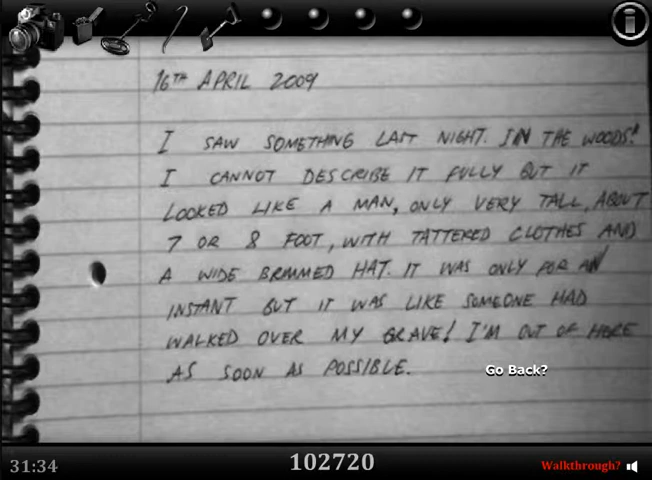 16TH APRIL 2009
I SAW SOMETHING LAST NIGHT. IN THE WOODS!
I CANNOT DESCRIBE IT FULLY BUT IT
LOOKED LIKE A MAN, ONLY VERY TALL, ABOUT
7 OR 8 FOOT, WITH TATTERED CLOTHES AND
A WIDE BRIMMED HAT. IT WAS ONLY FOR AN
INSTANT BUT IT WAS LIKE SOMEONE HAD
WALKED OVER MY GRAVE! I'M OUT OF HERE
AS SOON AS POSSIBLE.
Go Back?
31:34
102720
Walkthrough?